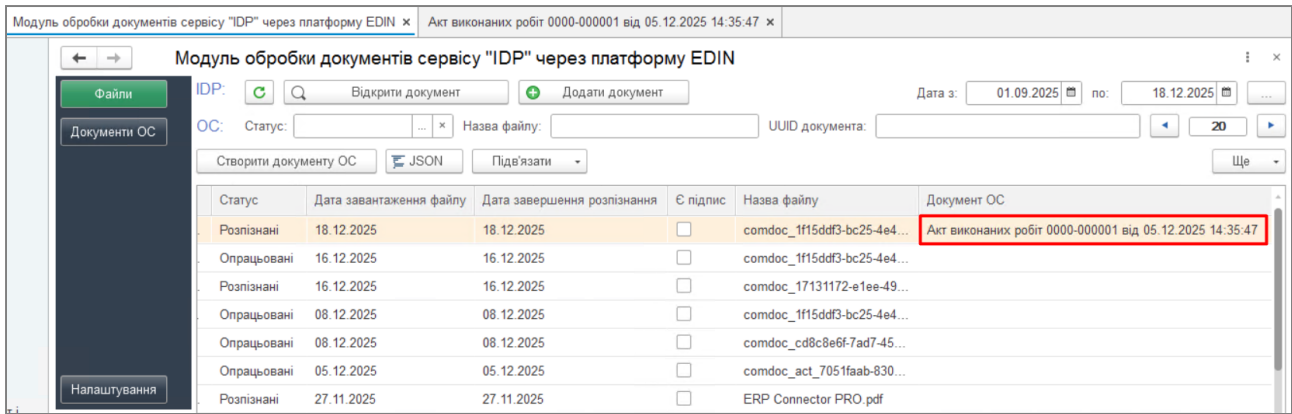 Модуль обробки документів сервісу "IDP" через платформу EDIN × Акт виконаних робіт 0000-000001 від 05.12.2025 14:35:47 ×
← → Модуль обробки документів сервісу "IDP" через платформу EDIN ⋮ ×
Файли IDP: Відкрити документ Додати документ Дата з: 01.09.2025 по: 18.12.2025 ...
Документи ОС ОС: Статус: ... × Назва файлу: UUID документа: 20
Створити документу ОС JSON Підв'язати Ще
Статус Дата завантаження файлу Дата завершення розпізнання Є підпис Назва файлу Документ ОС
Розпізнані 18.12.2025 18.12.2025 comdoc_1f15ddf3-bc25-4e4... Акт виконаних робіт 0000-000001 від 05.12.2025 14:35:47
Опрацьовані 16.12.2025 16.12.2025 comdoc_1f15ddf3-bc25-4e4...
Розпізнані 16.12.2025 16.12.2025 comdoc_17131172-e1ee-49...
Опрацьовані 08.12.2025 08.12.2025 comdoc_1f15ddf3-bc25-4e4...
Опрацьовані 08.12.2025 08.12.2025 comdoc_cd8c8e6f-7ad7-45...
Опрацьовані 05.12.2025 05.12.2025 comdoc_act_7051faab-830...
Налаштування Розпізнані 27.11.2025 27.11.2025 ERP Connector PRO.pdf